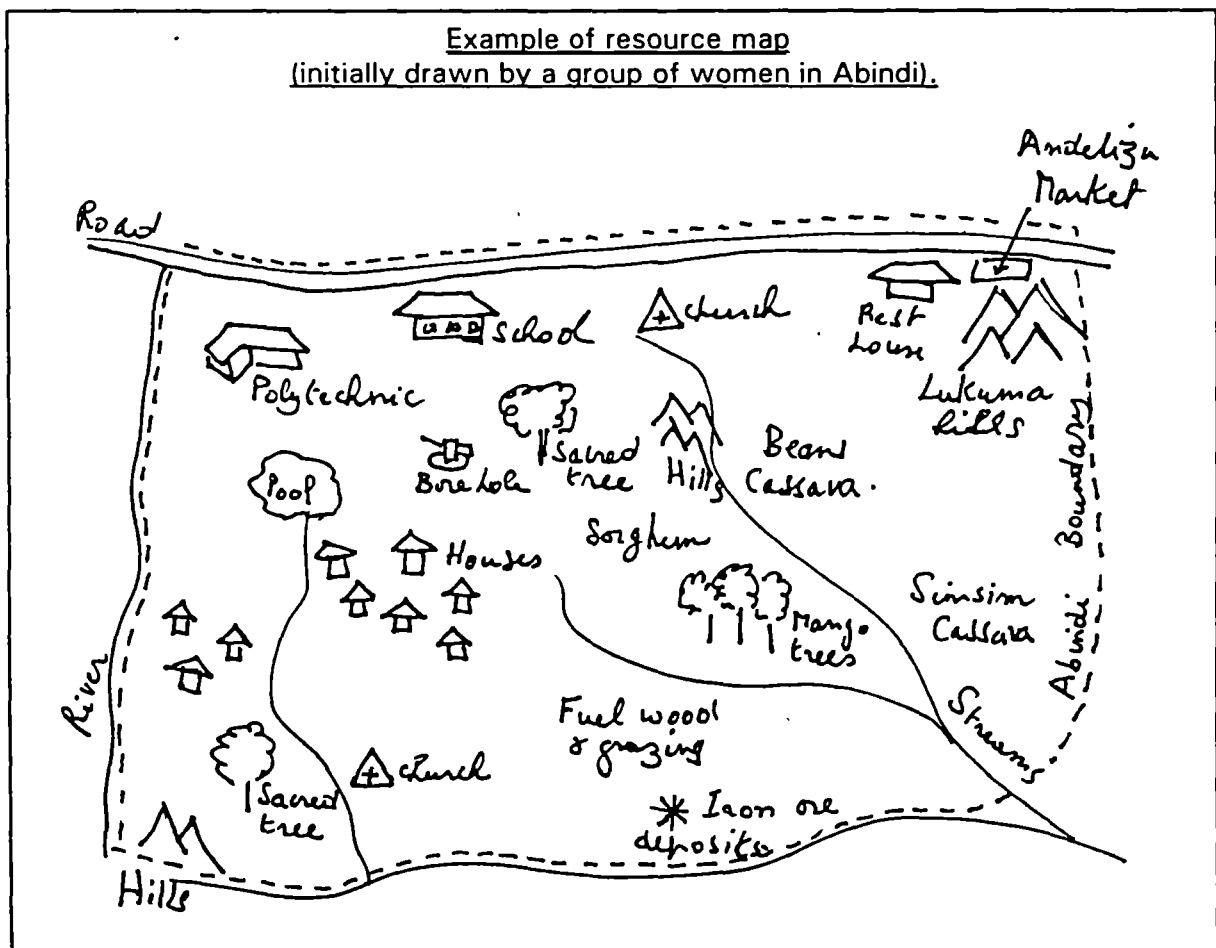 Example of resource map
(initially drawn by a group of women in Abindi).
Andelizu
Market
Road
School
Church
Rest
house
Polytechnic
Lukuma
hills
Sacred
tree
Hills
Beans
Cassava.
Borehole
Pool
Sorghum
Houses
Simsim
Cassava
Abindi Boundary
Mango
trees
River
Fuel woood
& grazing
Streams
Church
Sacred
tree
Iron ore
deposits
Hills